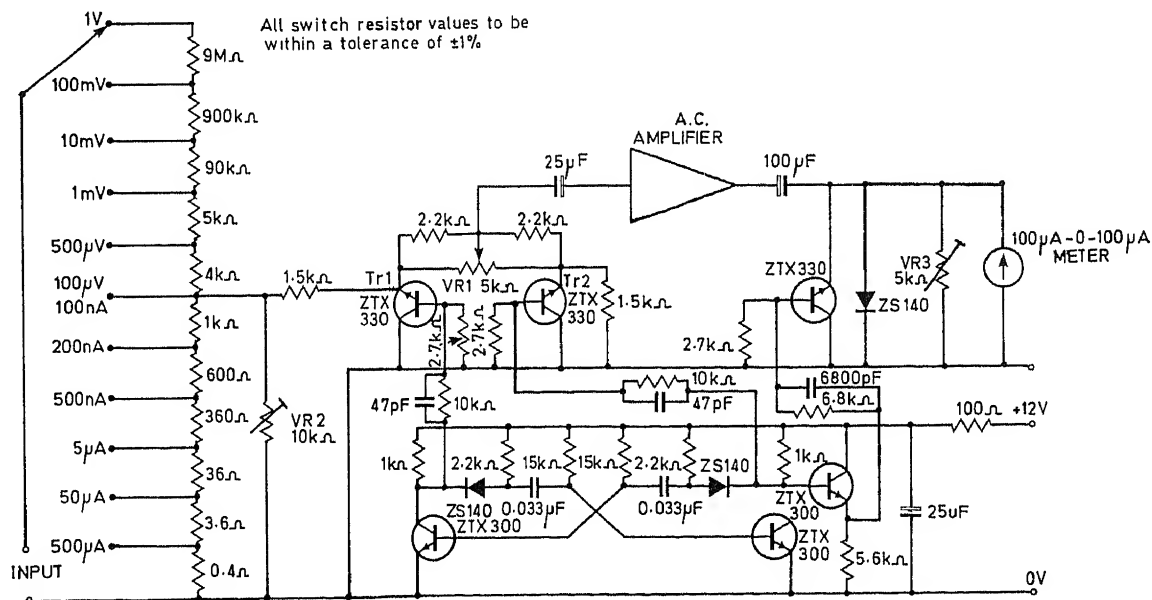 1V
All switch resistor values to be
within a tolerance of ±1%
9MΩ
100mV
900kΩ
10mV
90kΩ
1mV
5kΩ
500μV
4kΩ
100μV
100nA
1kΩ
200nA
600Ω
500nA
360Ω
5μA
36Ω
50μA
3.6Ω
500μA
0.4Ω
INPUT
VR2
10kΩ
1.5kΩ
A.C.
AMPLIFIER
25μF
100μF
2.2kΩ
2.2kΩ
Tr1
VR1 5kΩ
Tr2
ZTX
330
ZTX
330
1.5kΩ
2.7kΩ
2.7kΩ
ZTX330
2.7kΩ
ZS140
VR3
5kΩ
100μA-0-100μA
METER
47pF
10kΩ
10kΩ
47pF
6800pF
6.8kΩ
100Ω
+12V
1kΩ
2.2kΩ
15kΩ
15kΩ
2.2kΩ
ZS140
1kΩ
ZS140
0.033μF
0.033μF
ZTX300
ZTX
300
ZTX
300
25uF
5.6kΩ
0V